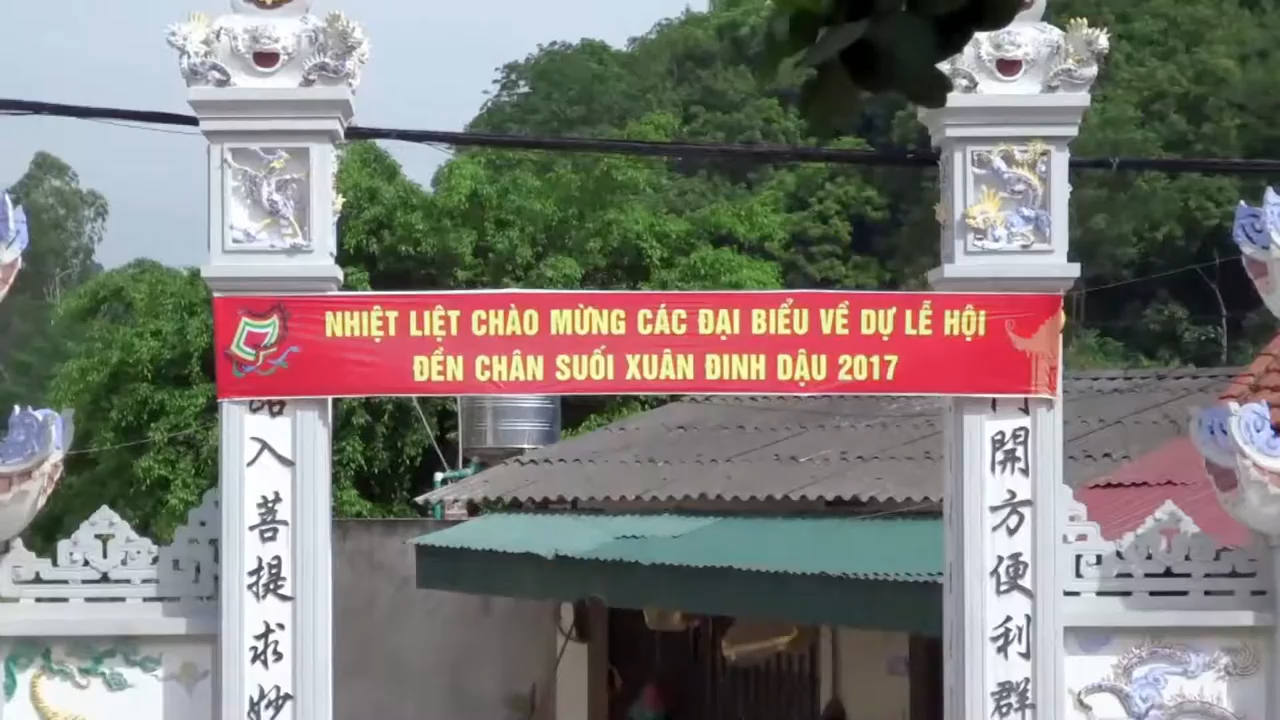 NHIỆT LIỆT CHÀO MỪNG CÁC ĐẠI BIỂU VỀ DỰ LỄ HỘI
ĐỀN CHÂN SUỐI XUÂN ĐINH DẬU 2017
入菩提求妙
開方便利群